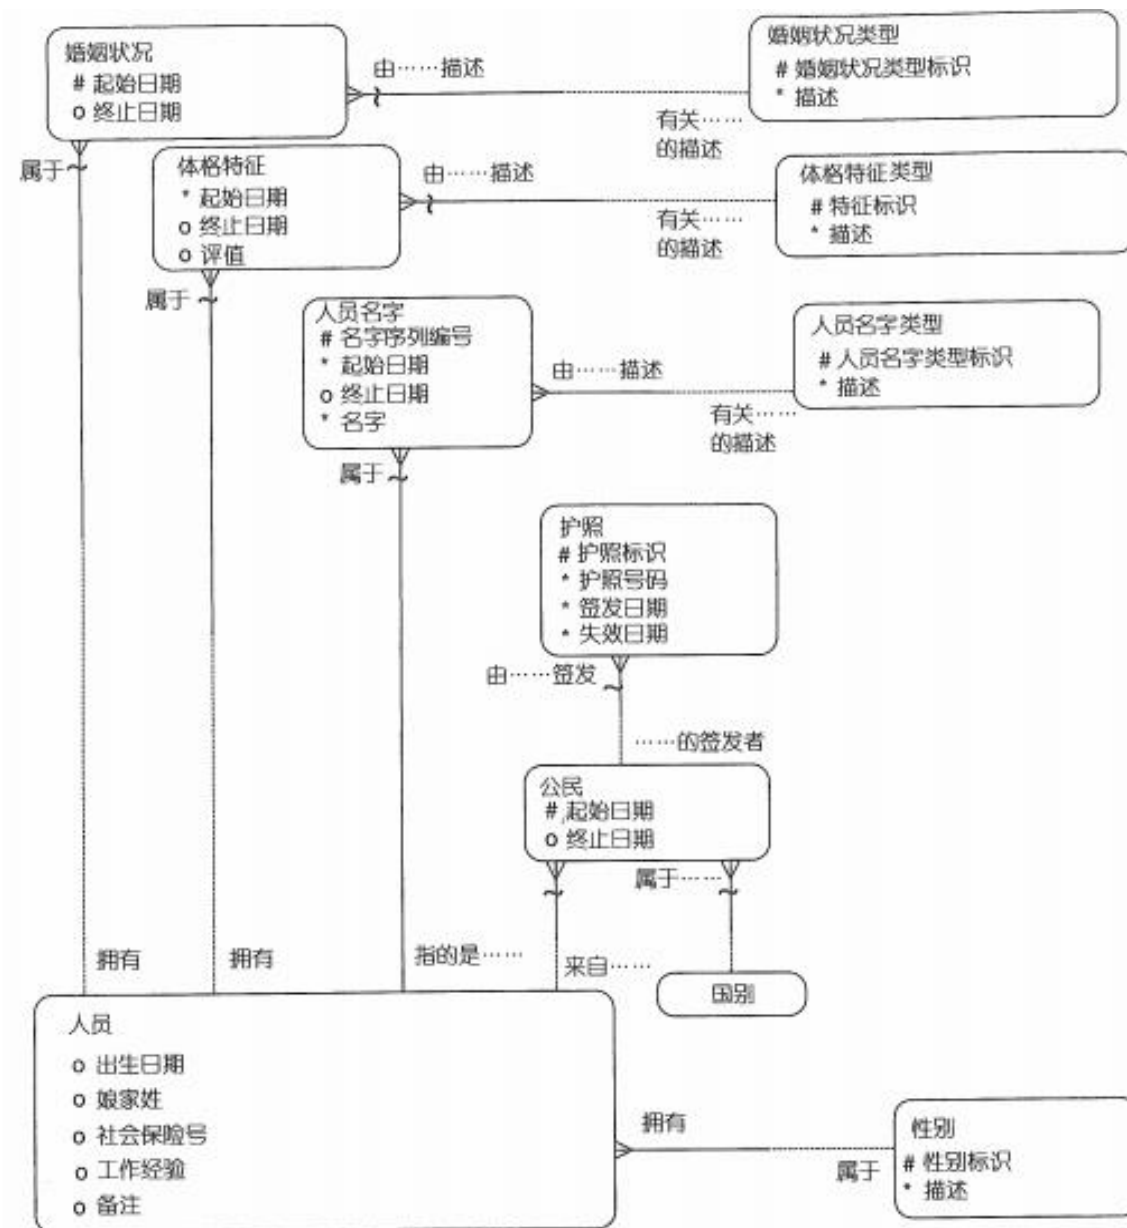 婚姻状况
# 起始日期
o 终止日期
由……描述
有关……
的描述
婚姻状况类型
# 婚姻状况类型标识
* 描述
属于
体格特征
* 起始日期
o 终止日期
o 评值
由……描述
有关……
的描述
体格特征类型
# 特征标识
* 描述
属于
人员名字
# 名字序列编号
* 起始日期
o 终止日期
* 名字
由……描述
有关……
的描述
人员名字类型
# 人员名字类型标识
* 描述
属于
护照
# 护照标识
* 护照号码
* 签发日期
* 失效日期
由……签发
……的签发者
公民
# 起始日期
o 终止日期
属于……
拥有
拥有
指的是……
来自……
国别
人员
o 出生日期
o 娘家姓
o 社会保险号
o 工作经验
o 备注
拥有
属于
性别
# 性别标识
* 描述